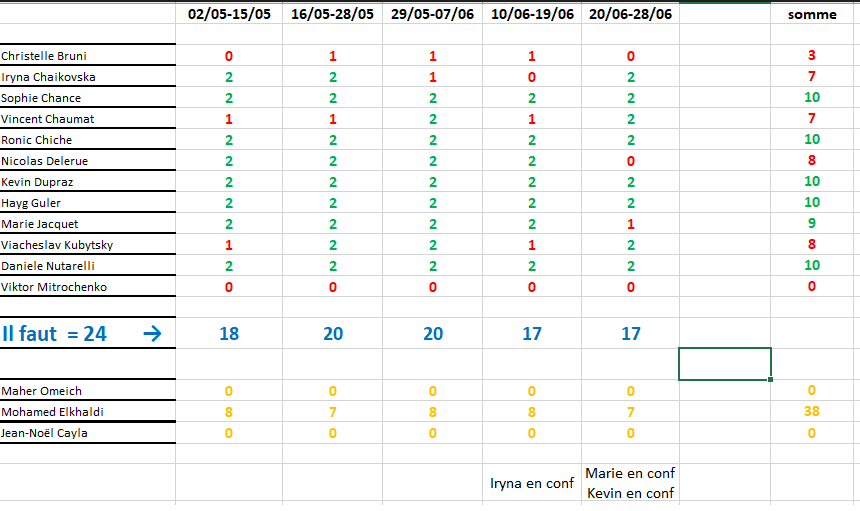 02/05-15/05 16/05-28/05 29/05-07/06 10/06-19/06 20/06-28/06 somme
Christelle Bruni 0 1 1 1 0 3
Iryna Chaikovska 2 2 1 0 2 7
Sophie Chance 2 2 2 2 2 10
Vincent Chaumat 1 1 2 1 2 7
Ronic Chiche 2 2 2 2 2 10
Nicolas Delerue 2 2 2 2 0 8
Kevin Dupraz 2 2 2 2 2 10
Hayg Guler 2 2 2 2 2 10
Marie Jacquet 2 2 2 2 1 9
Viacheslav Kubytsky 1 2 2 1 2 8
Daniele Nutarelli 2 2 2 2 2 10
Viktor Mitrochenko 0 0 0 0 0 0
Il faut = 24 → 18 20 20 17 17
Maher Omeich 0 0 0 0 0 0
Mohamed Elkhaldi 8 7 8 8 7 38
Jean-Noël Cayla 0 0 0 0 0 0
Iryna en conf Marie en conf
Kevin en conf